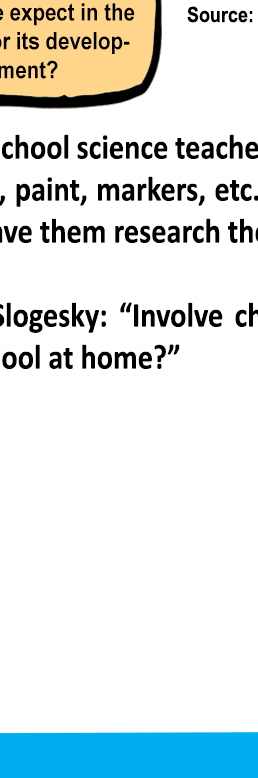 e expect in the
Source:
or its develop-
ment?
chool science teache
, paint, markers, etc.
ave them research the
Slogesky: “Involve ch
ool at home?”